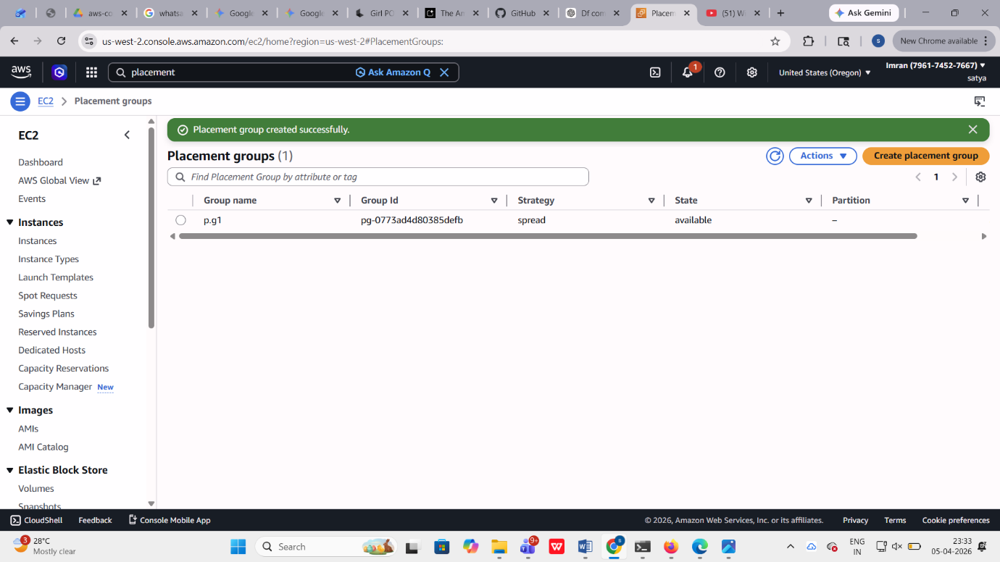 aws-co
whatsa
Google
Google
Girl PO
The An
GitHub
Df com
Placem
(51) W
Ask Gemini
us-west-2.console.aws.amazon.com/ec2/home?region=us-west-2#PlacementGroups:
S
New Chrome available
aws
placement
Ask Amazon Q
1
United States (Oregon)
Imran (7961-7452-7667)
satya
EC2
Placement groups
EC2
Dashboard
AWS Global View
Events
Instances
Instances
Instance Types
Launch Templates
Spot Requests
Savings Plans
Reserved Instances
Dedicated Hosts
Capacity Reservations
Capacity Manager New
Images
AMIs
AMI Catalog
Elastic Block Store
Volumes
Snapshots
Placement group created successfully.
Placement groups (1)
Actions
Create placement group
Find Placement Group by attribute or tag
1
Group name Group Id Strategy State Partition
p.g1 pg-0773ad4d80385defb spread available –
CloudShell Feedback Console Mobile App
© 2026, Amazon Web Services, Inc. or its affiliates. Privacy Terms Cookie preferences
3
28°C
Mostly clear
Search
9+
S
ENG
IN
23:33
05-04-2026